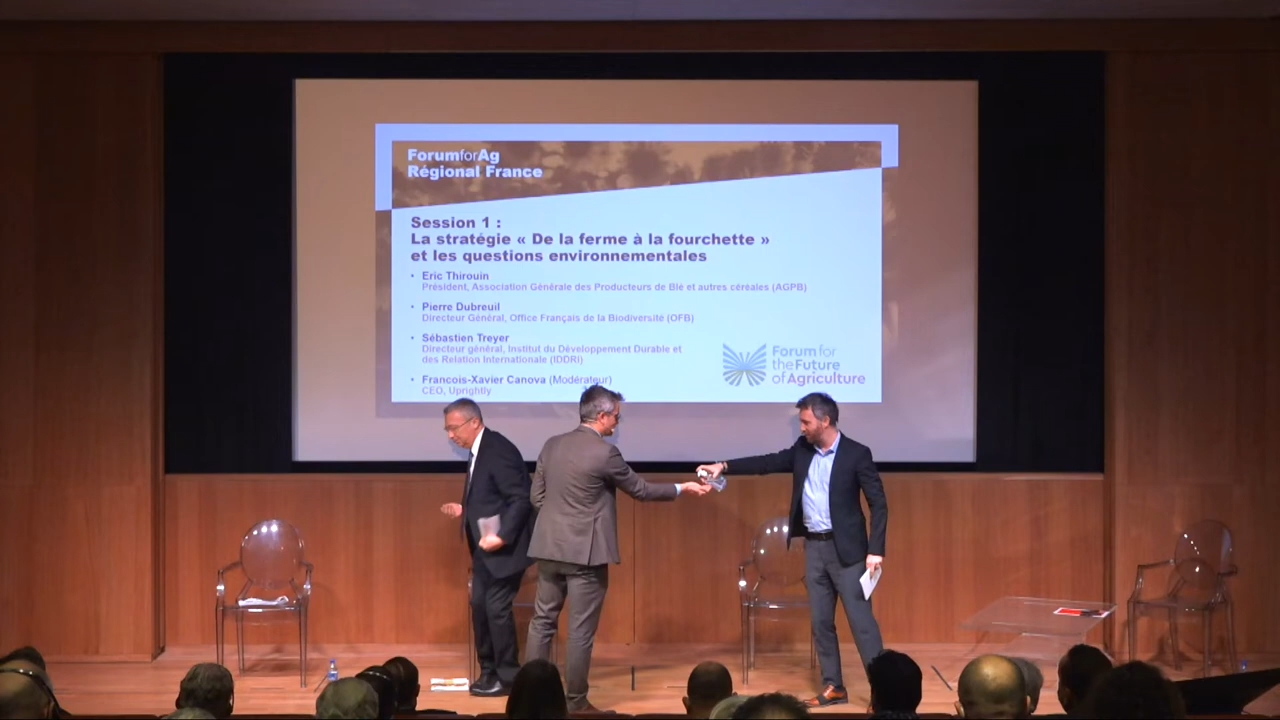 ForumforAg
Régional France
Session 1 :
La stratégie « De la ferme à la fourchette »
et les questions environnementales
• Eric Thirouin
Président, Association Générale des Producteurs de Blé et autres céréales (AGPB)
• Pierre Dubreuil
Directeur Général, Office Français de la Biodiversité (OFB)
• Sébastien Treyer
Directeur général, Institut du Développement Durable et
des Relation Internationale (IDDRI)
• Francois-Xavier Canova (Modérateur)
CEO, Uprightly
Forum for
the Future
of Agriculture